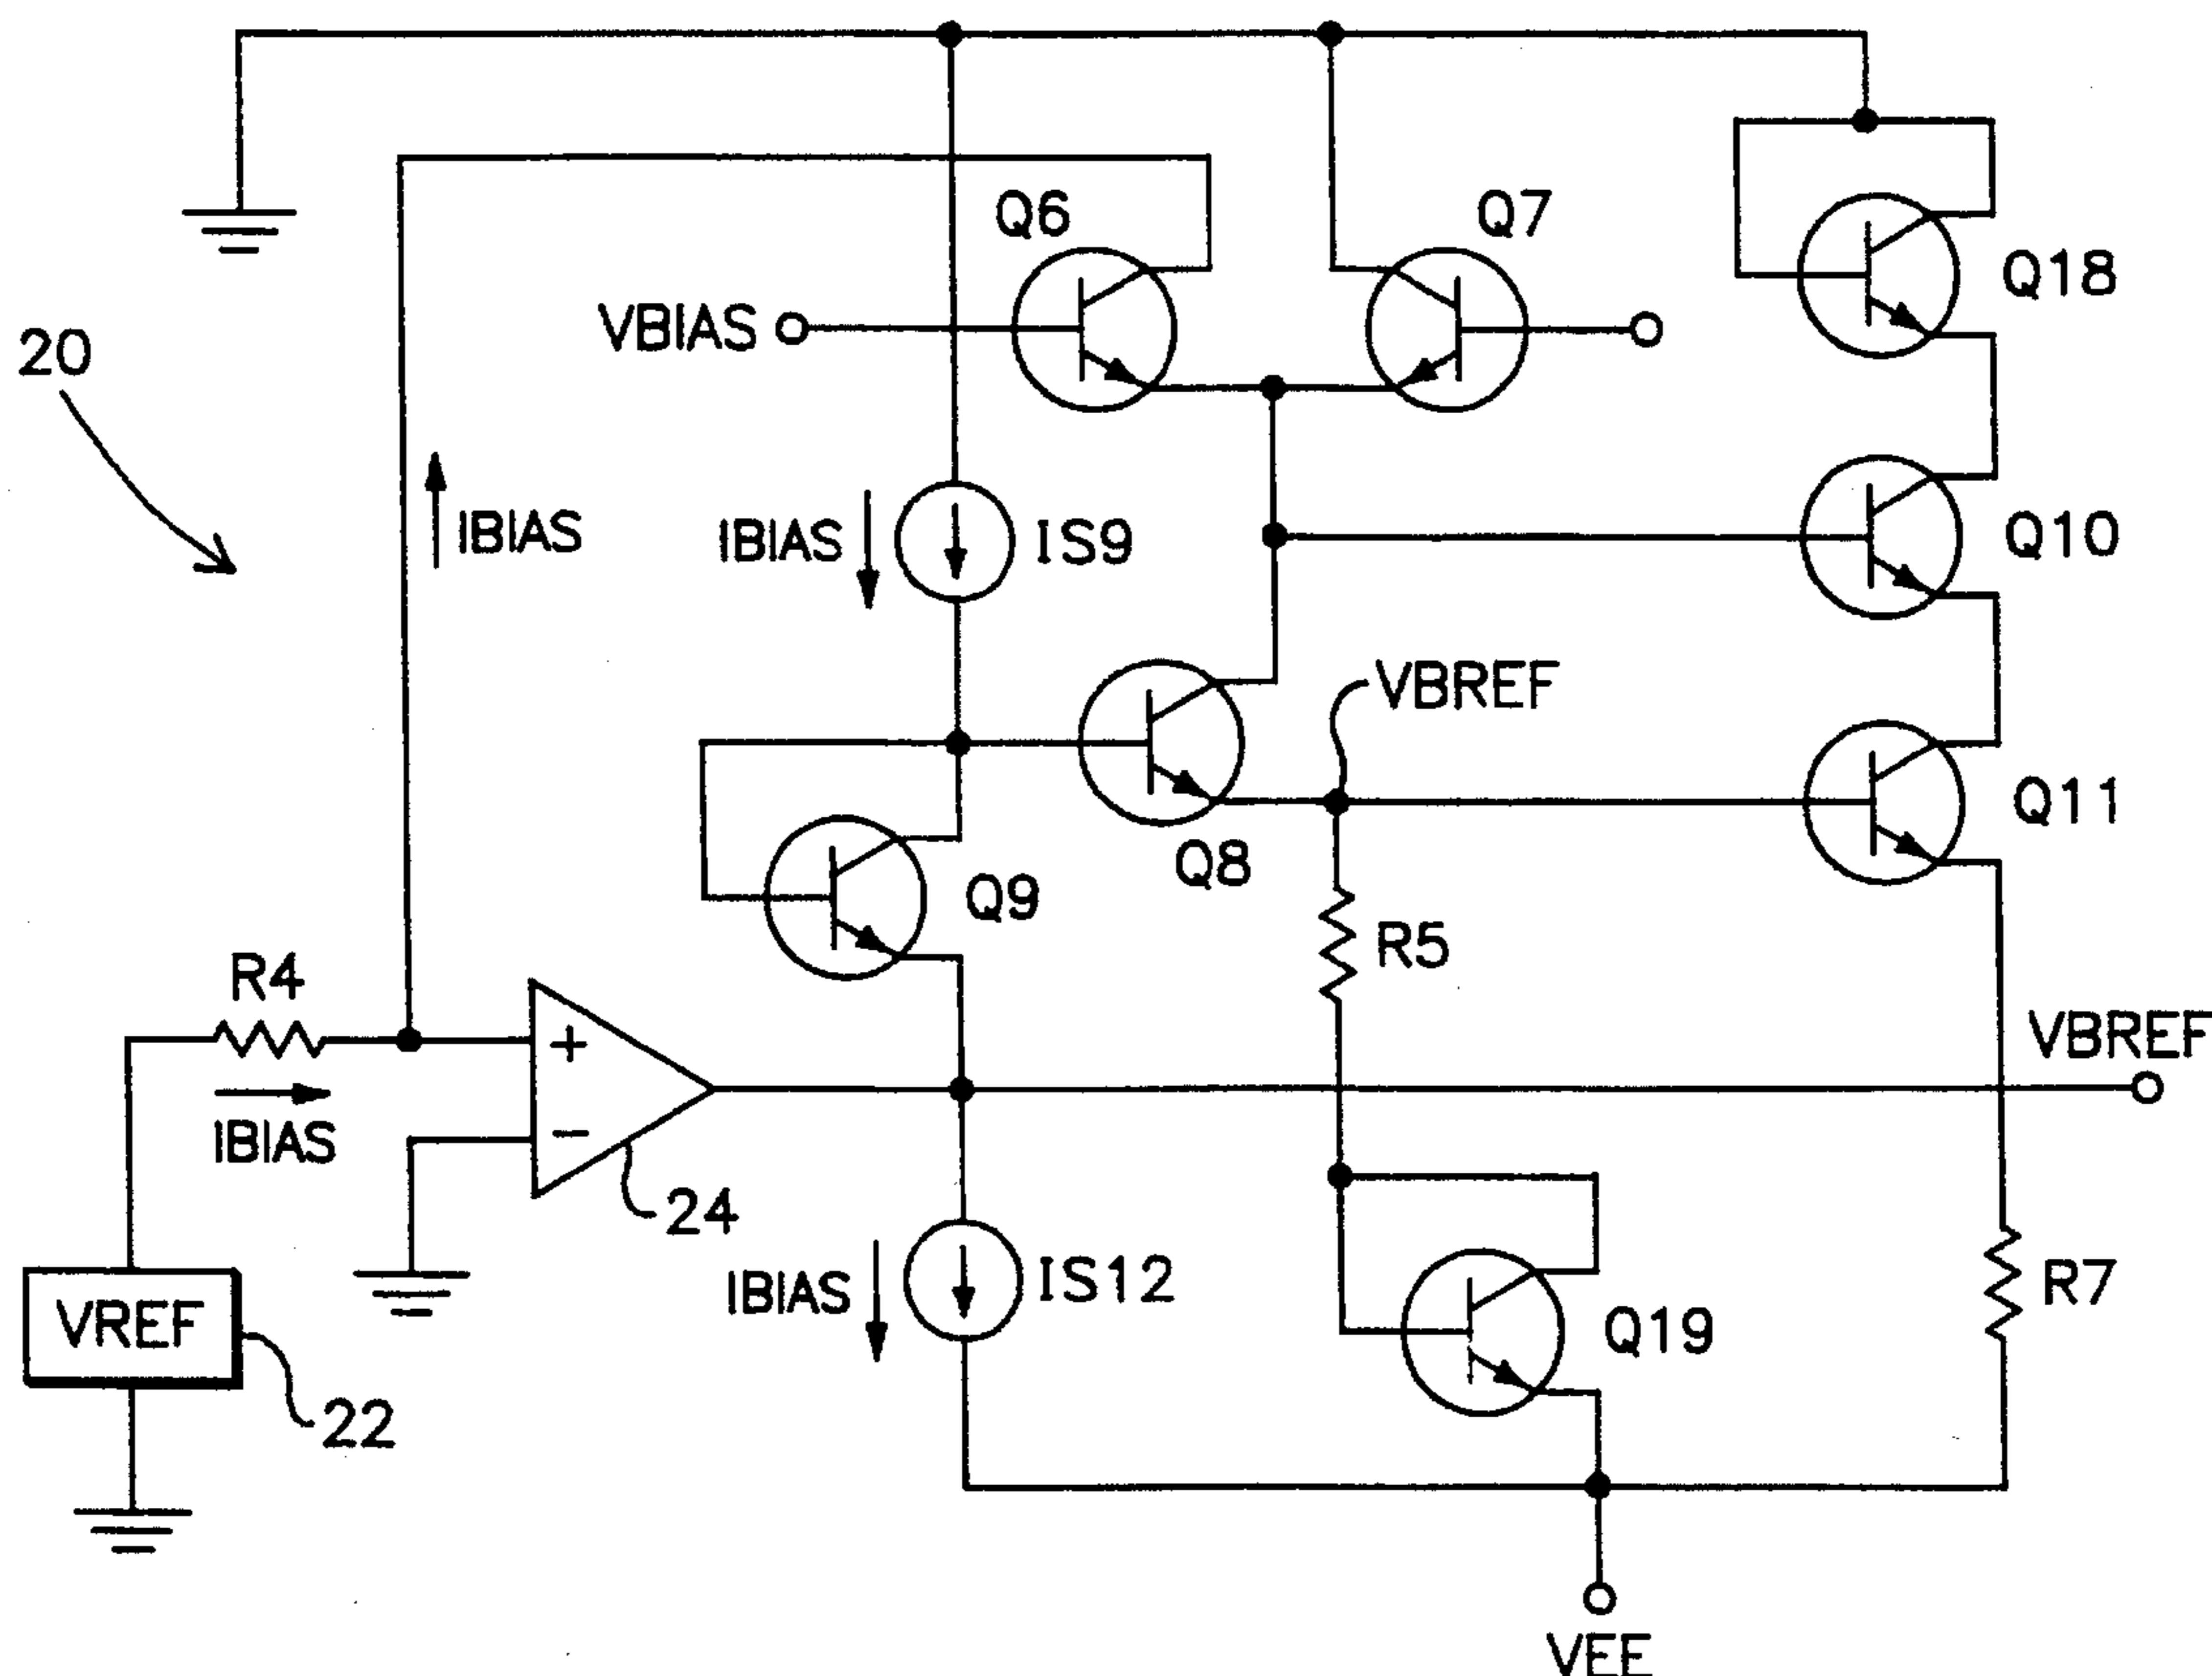 Q6
Q7
Q18
VBIAS
20
IBIAS
IBIAS
IS9
Q10
VBREF
Q11
Q8
Q9
R5
R4
VBREF
+
IBIAS
−
24
IBIAS
IS12
R7
VREF
Q19
22
VEE